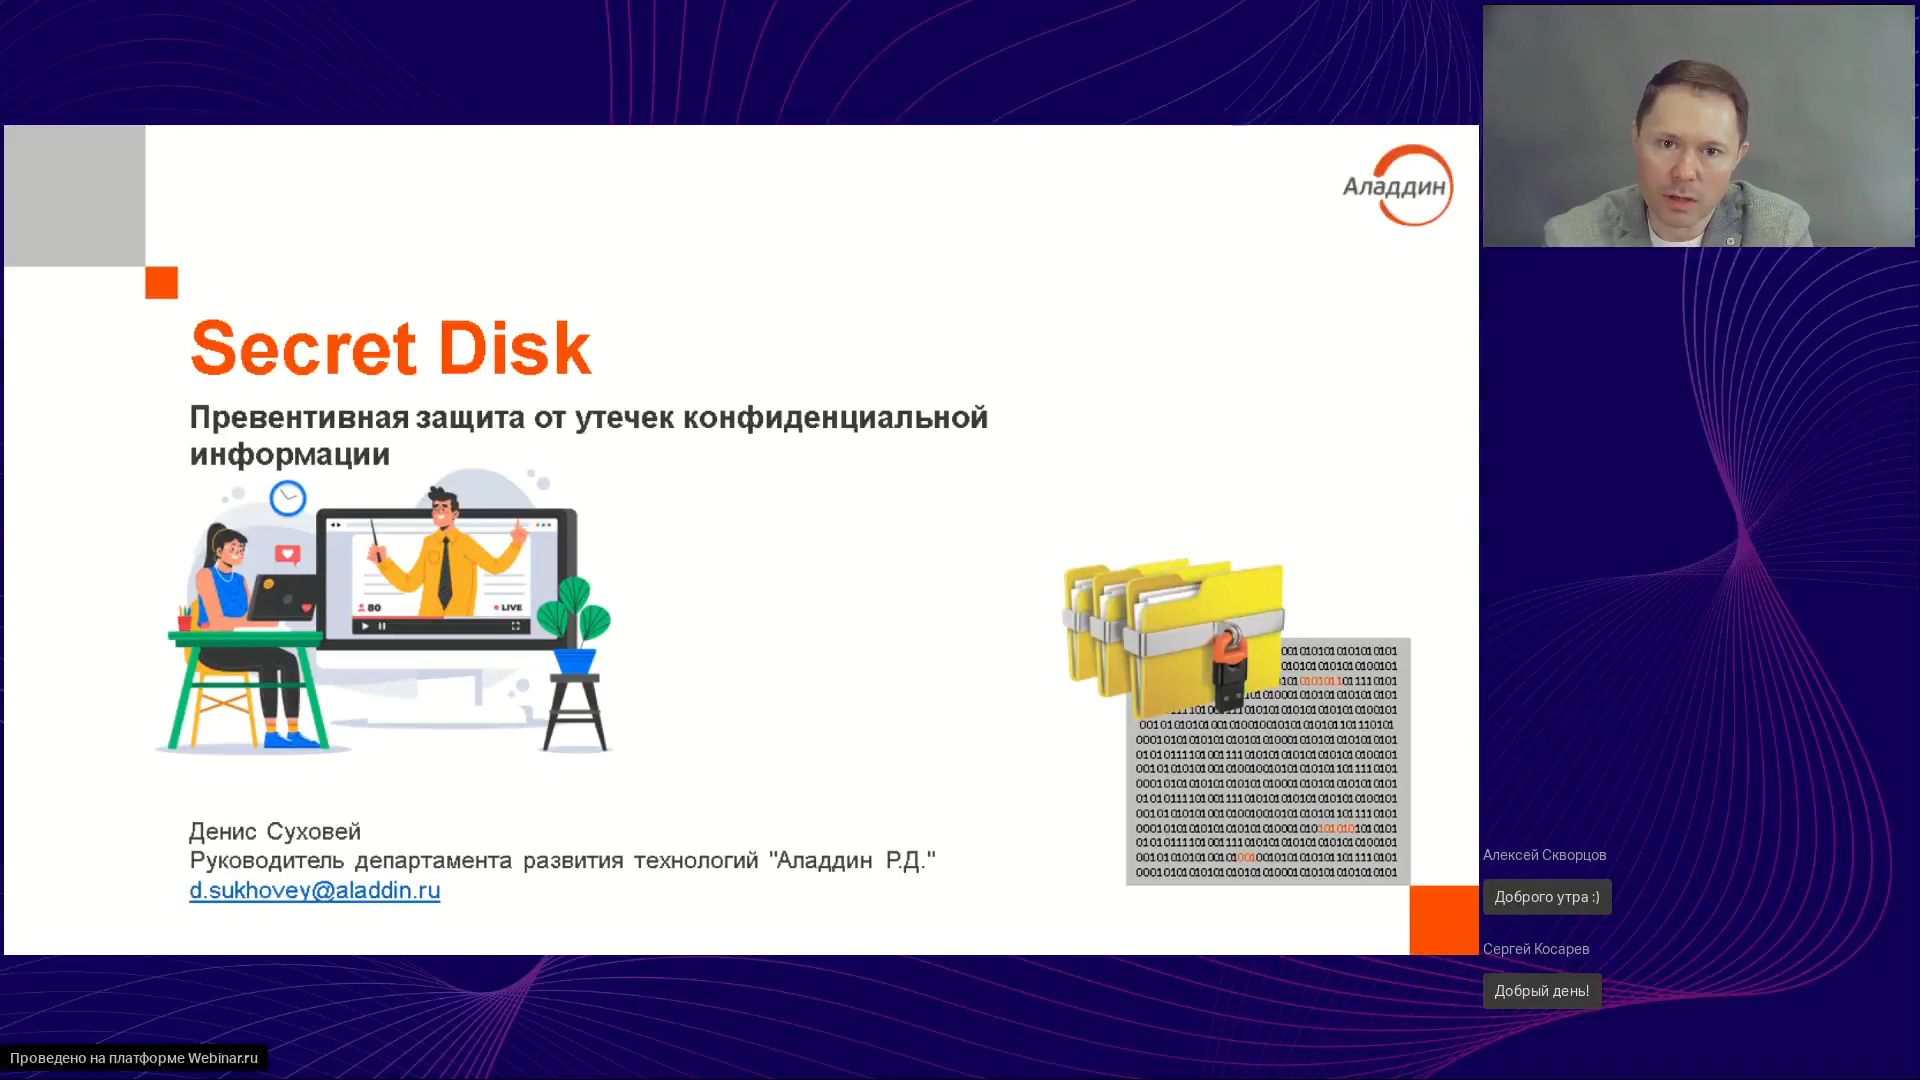 Аладдин
Secret Disk
Превентивная защита от утечек конфиденциальной
информации
80
LIVE
Денис Суховей
Руководитель департамента развития технологий "Аладдин Р.Д."
d.sukhovey@aladdin.ru
Алексей Скворцов
Доброго утра :)
Сергей Косарев
Добрый день!
Проведено на платформе Webinar.ru